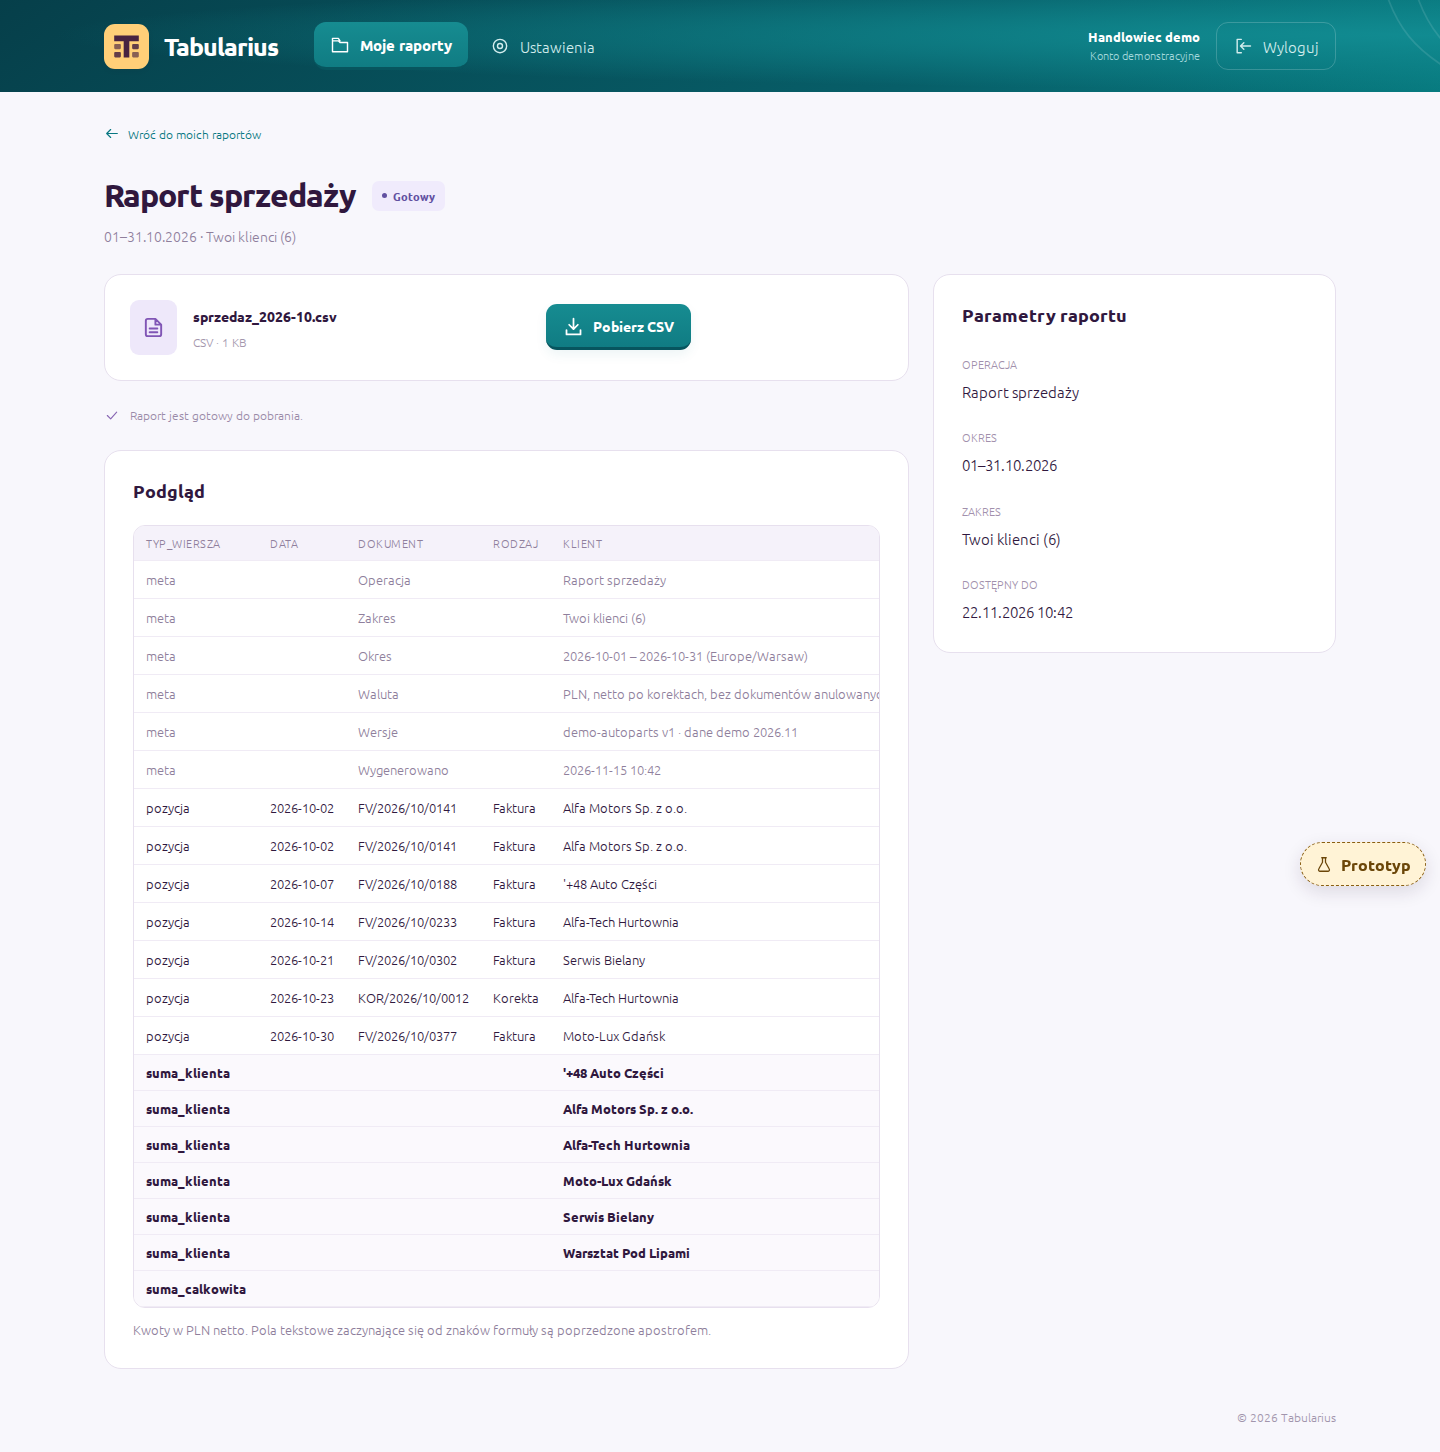 Tabularius
Moje raporty
Ustawienia
Handlowiec demo
Konto demonstracyjne
Wyloguj
Wróć do moich raportów
Raport sprzedaży
Gotowy
01–31.10.2026 · Twoi klienci (6)
sprzedaz_2026-10.csv
CSV · 1 KB
Pobierz CSV
Raport jest gotowy do pobrania.
Podgląd
TYP_WIERSZA DATA DOKUMENT RODZAJ KLIENT
meta Operacja Raport sprzedaży
meta Zakres Twoi klienci (6)
meta Okres 2026-10-01 – 2026-10-31 (Europe/Warsaw)
meta Waluta PLN, netto po korektach, bez dokumentów anulowanyc
meta Wersje demo-autoparts v1 · dane demo 2026.11
meta Wygenerowano 2026-11-15 10:42
pozycja 2026-10-02 FV/2026/10/0141 Faktura Alfa Motors Sp. z o.o.
pozycja 2026-10-02 FV/2026/10/0141 Faktura Alfa Motors Sp. z o.o.
pozycja 2026-10-07 FV/2026/10/0188 Faktura '+48 Auto Części
pozycja 2026-10-14 FV/2026/10/0233 Faktura Alfa-Tech Hurtownia
pozycja 2026-10-21 FV/2026/10/0302 Faktura Serwis Bielany
pozycja 2026-10-23 KOR/2026/10/0012 Korekta Alfa-Tech Hurtownia
pozycja 2026-10-30 FV/2026/10/0377 Faktura Moto-Lux Gdańsk
suma_klienta '+48 Auto Części
suma_klienta Alfa Motors Sp. z o.o.
suma_klienta Alfa-Tech Hurtownia
suma_klienta Moto-Lux Gdańsk
suma_klienta Serwis Bielany
suma_klienta Warsztat Pod Lipami
suma_calkowita
Kwoty w PLN netto. Pola tekstowe zaczynające się od znaków formuły są poprzedzone apostrofem.
Parametry raportu
OPERACJA
Raport sprzedaży
OKRES
01–31.10.2026
ZAKRES
Twoi klienci (6)
DOSTĘPNY DO
22.11.2026 10:42
Prototyp
© 2026 Tabularius